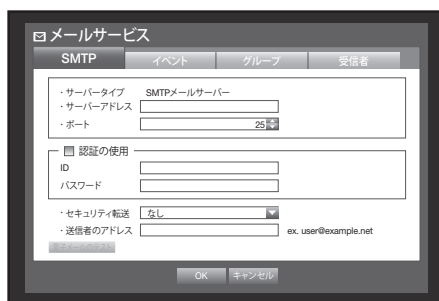 メールサービス
SMTP イベント グループ 受信者
・サーバータイプ SMTPメールサーバー
・サーバーアドレス
・ポート 25
認証の使用
ID
パスワード
・セキュリティ転送 なし
・送信者のアドレス ex. user@example.net
OK キャンセル